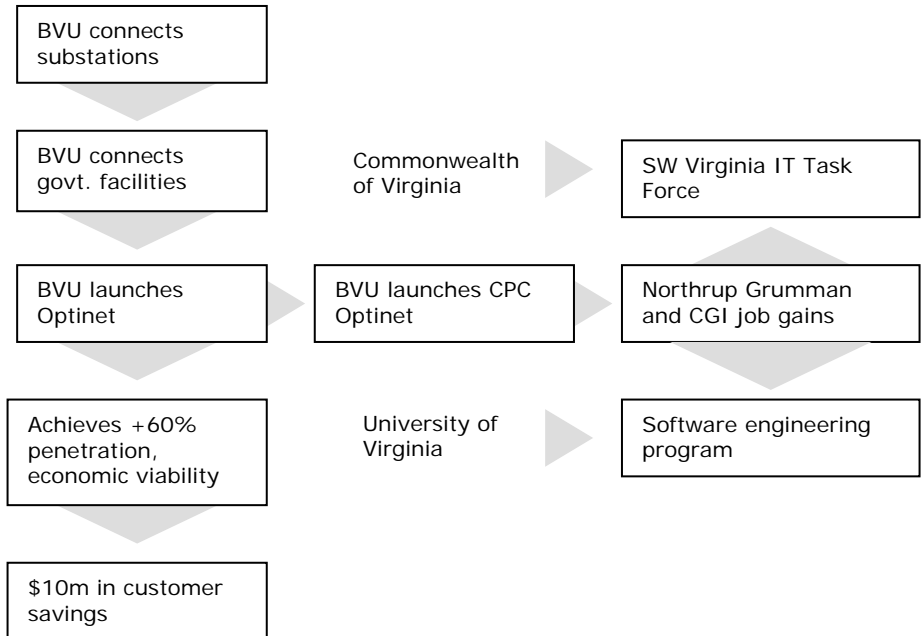 BVU connects
substations
BVU connects
govt. facilities
Commonwealth
of Virginia
SW Virginia IT Task
Force
BVU launches
Optinet
BVU launches CPC
Optinet
Northrup Grumman
and CGI job gains
Achieves +60%
penetration,
economic viability
University of
Virginia
Software engineering
program
$10m in customer
savings